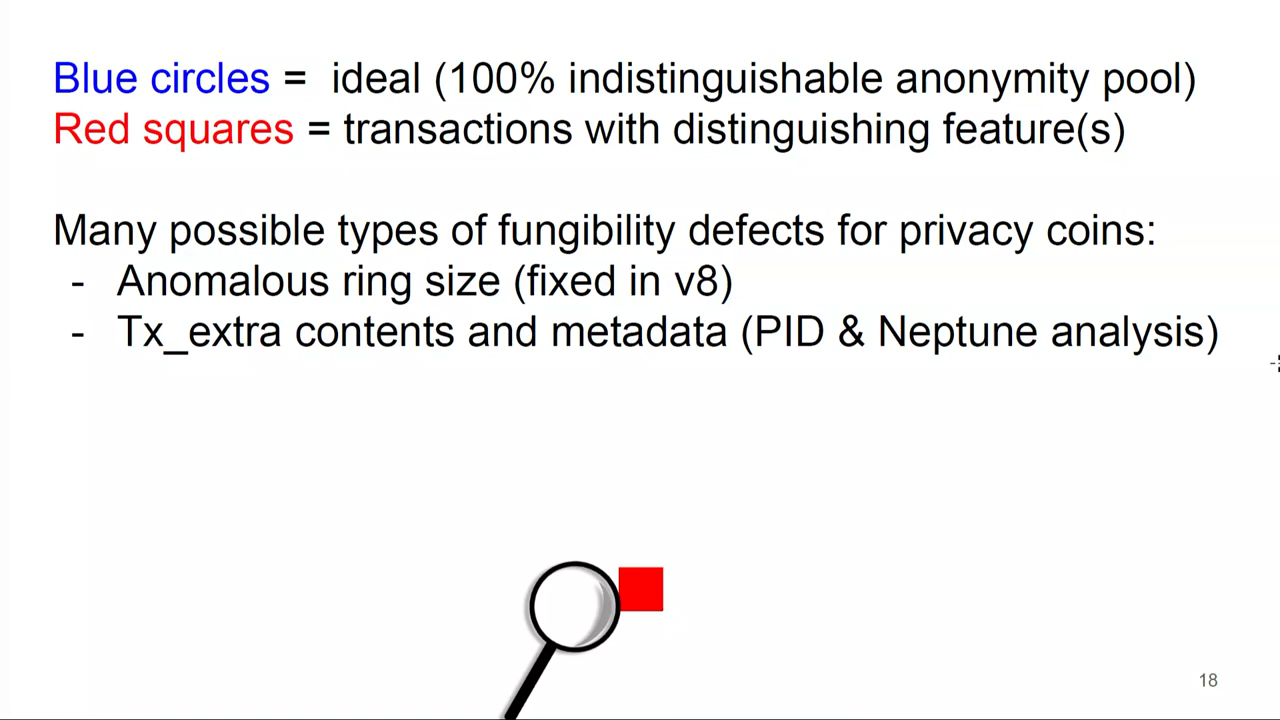 Blue circles = ideal (100% indistinguishable anonymity pool)
Red squares = transactions with distinguishing feature(s)
Many possible types of fungibility defects for privacy coins:
- Anomalous ring size (fixed in v8)
- Tx_extra contents and metadata (PID & Neptune analysis)
18